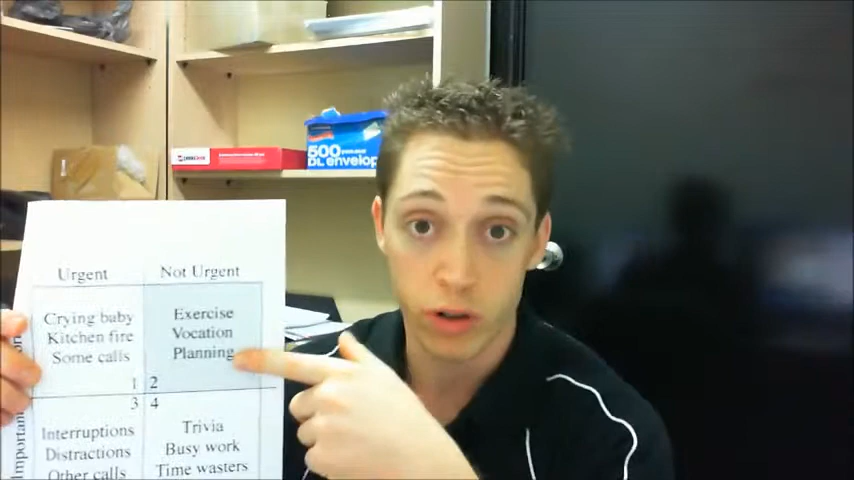 500
DL envelop
Urgent
Not Urgent
Crying baby
Kitchen fire
Some calls
1
Exercise
Vocation
Planning
2
3
Interruptions
Distractions
Other calls
4
Trivia
Busy work
Time wasters
Importan